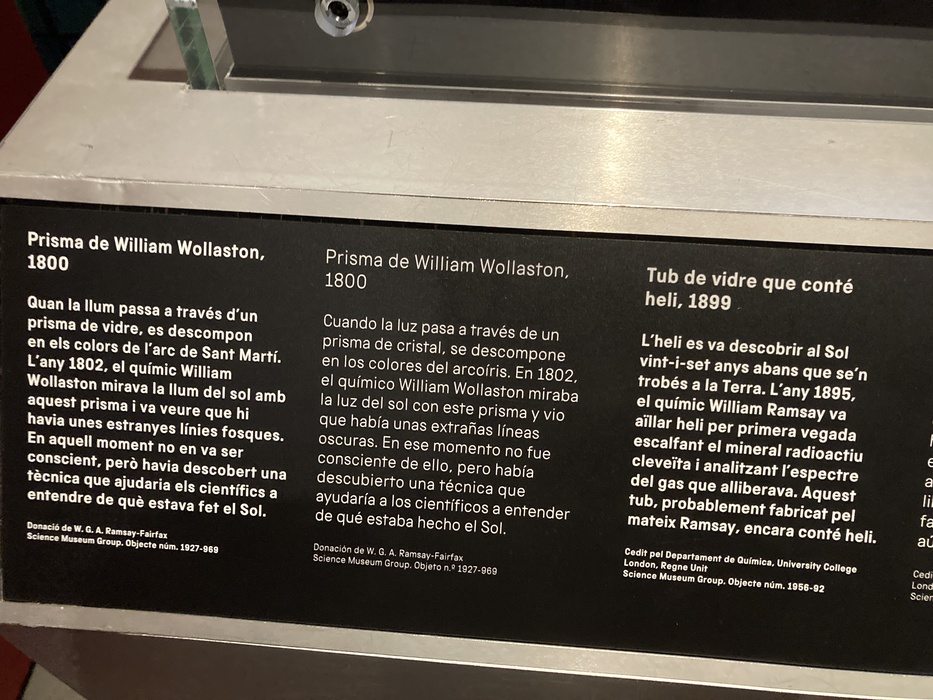 Prisma de William Wollaston,
1800
Quan la llum passa a través d'un
prisma de vidre, es descompon
en els colors de l'arc de Sant Martí.
L'any 1802, el químic William
Wollaston mirava la llum del sol amb
aquest prisma i va veure que hi
havia unes estranyes línies fosques.
En aquell moment no en va ser
conscient, però havia descobert una
tècnica que ajudaria els científics a
entendre de què estava fet el Sol.
Donació de W. G. A. Ramsay-Fairfax
Science Museum Group. Objecte núm. 1927-969
Prisma de William Wollaston,
1800
Cuando la luz pasa a través de un
prisma de cristal, se descompone
en los colores del arcoíris. En 1802,
el químico William Wollaston miraba
la luz del sol con este prisma y vio
que había unas extrañas líneas
oscuras. En ese momento no fue
consciente de ello, pero había
descubierto una técnica que
ayudaría a los científicos a entender
de qué estaba hecho el Sol.
Donación de W. G. A. Ramsay-Fairfax
Science Museum Group. Objeto n.º 1927-969
Tub de vidre que conté
heli, 1899
L'heli es va descobrir al Sol
vint-i-set anys abans que se'n
trobés a la Terra. L'any 1895,
el químic William Ramsay va
aïllar heli per primera vegada
escalfant el mineral radioactiu
cleveïta i analitzant l'espectre
del gas que alliberava. Aquest
tub, probablement fabricat pel
mateix Ramsay, encara conté heli.
Cedit pel Departament de Química, University College
London, Regne Unit
Science Museum Group. Objecte núm. 1956-92